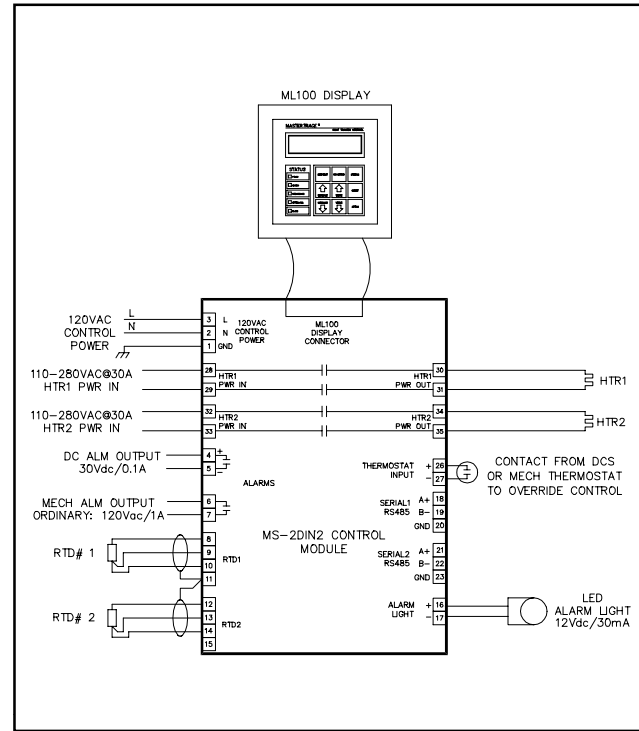 ML100 DISPLAY
STATUS
120VAC
CONTROL
POWER
L
N
3 L
2 N
1 GND
120VAC
CONTROL
POWER
ML100
DISPLAY
CONNECTOR
110-280VAC@30A
HTR1 PWR IN
28
29
HTR1
PWR IN
HTR1
PWR OUT
30
31
HTR1
110-280VAC@30A
HTR2 PWR IN
32
33
HTR2
PWR IN
HTR2
PWR OUT
34
35
HTR2
DC ALM OUTPUT
30Vdc/0.1A
4 +
5 -
ALARMS
MECH ALM OUTPUT
ORDINARY: 120Vac/1A
6
7
THERMOSTAT
INPUT
+ 26
- 27
CONTACT FROM DCS
OR MECH THERMOSTAT
TO OVERRIDE CONTROL
SERIAL1
RS485
A+ 18
B- 19
GND 20
MS-2DIN2 CONTROL
MODULE
SERIAL2
RS485
A+ 21
B- 22
GND 23
RTD# 1
8
9
10
11
RTD1
RTD# 2
12
13
14
15
RTD2
ALARM
LIGHT
+ 16
- 17
LED
ALARM LIGHT
12Vdc/30mA